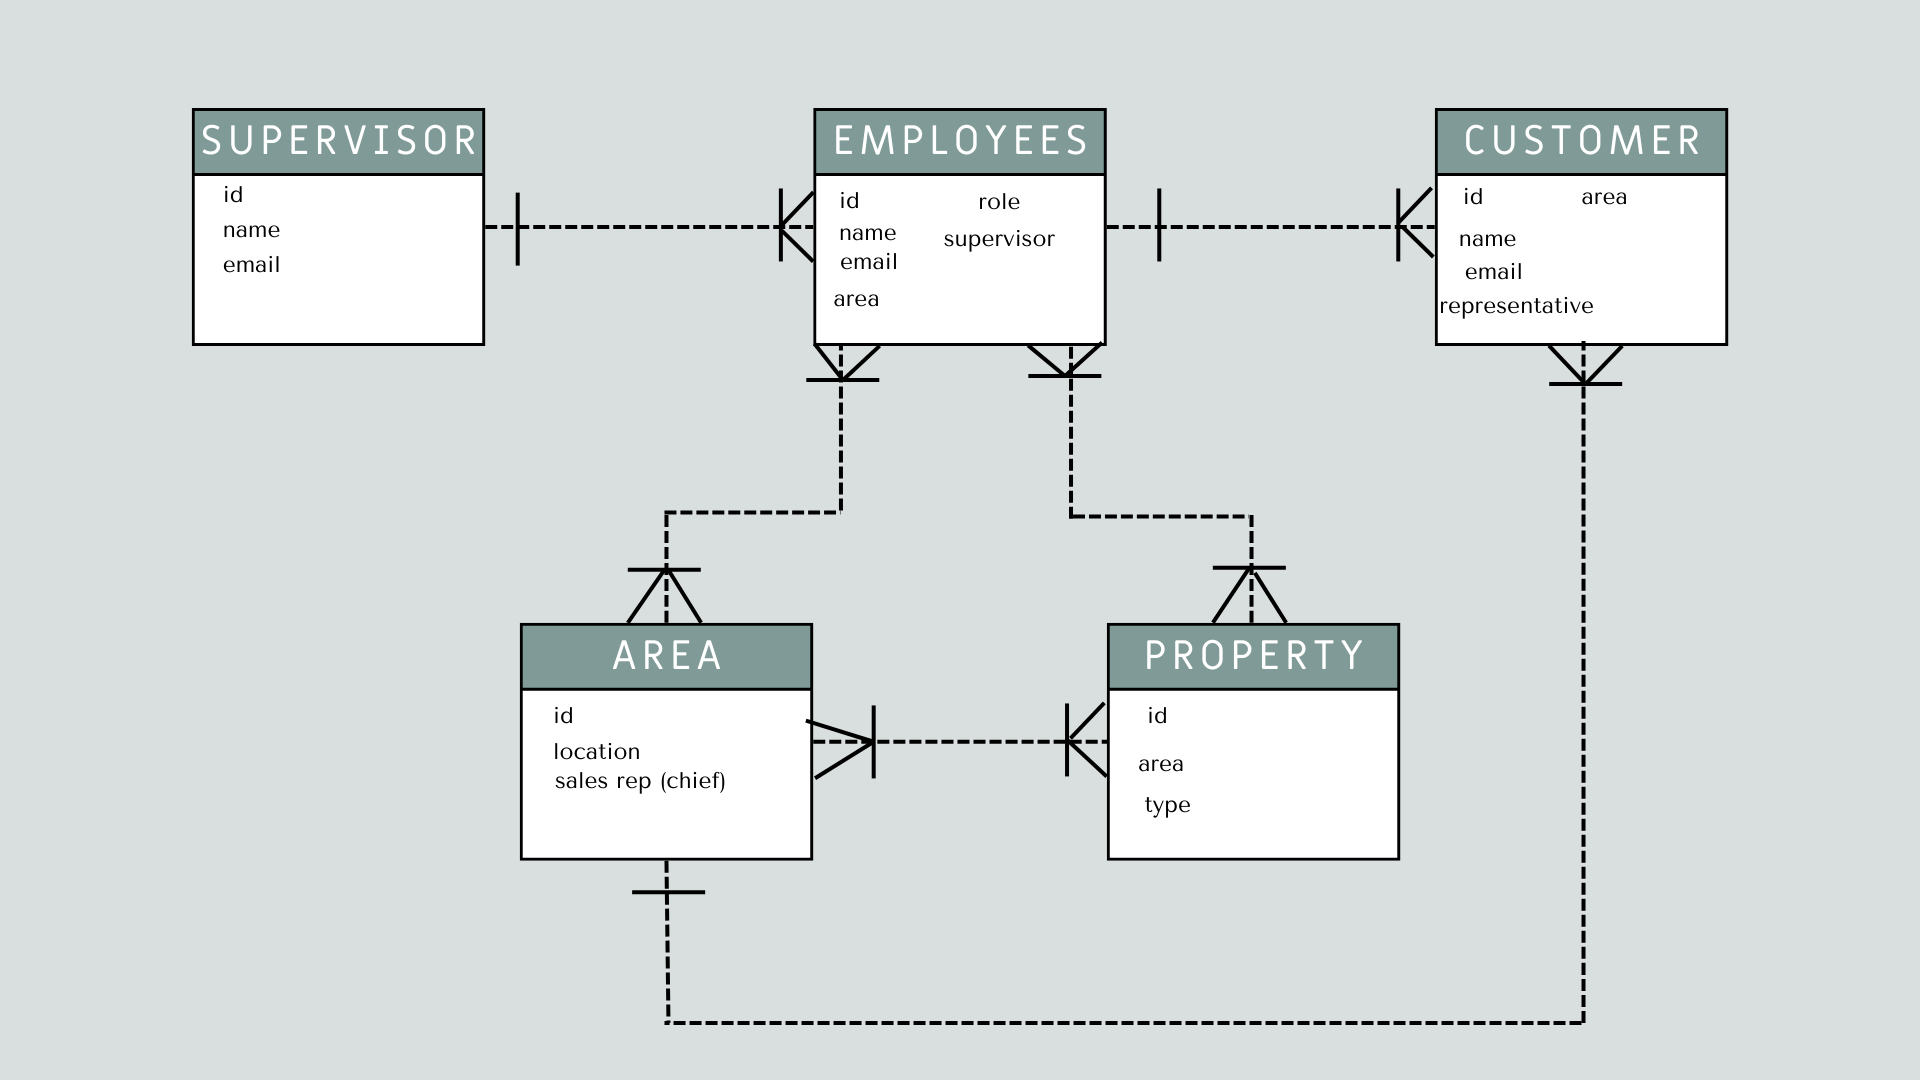 SUPERVISOR
id
name
email
EMPLOYEES
id role
name
supervisor
email
area
CUSTOMER
id area
name
email
representative
AREA
id
location
sales rep (chief)
PROPERTY
id
area
type